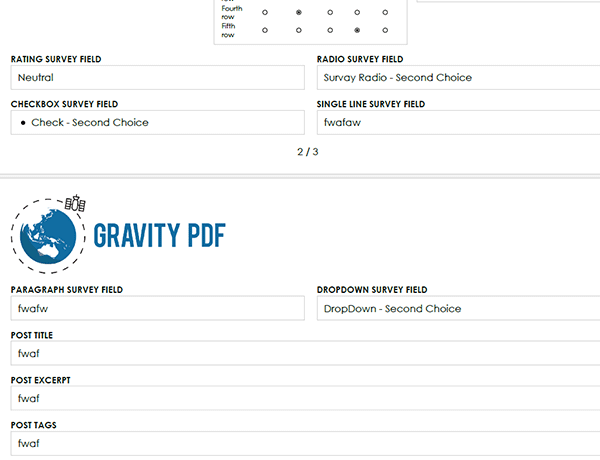 Fourth
row
Fifth
row
RATING SURVEY FIELD
RADIO SURVEY FIELD
Neutral
Survay Radio - Second Choice
CHECKBOX SURVEY FIELD
SINGLE LINE SURVEY FIELD
• Check - Second Choice
fwafaw
2 / 3
GRAVITY PDF
PARAGRAPH SURVEY FIELD
DROPDOWN SURVEY FIELD
fwafw
DropDown - Second Choice
POST TITLE
fwaf
POST EXCERPT
fwaf
POST TAGS
fwaf